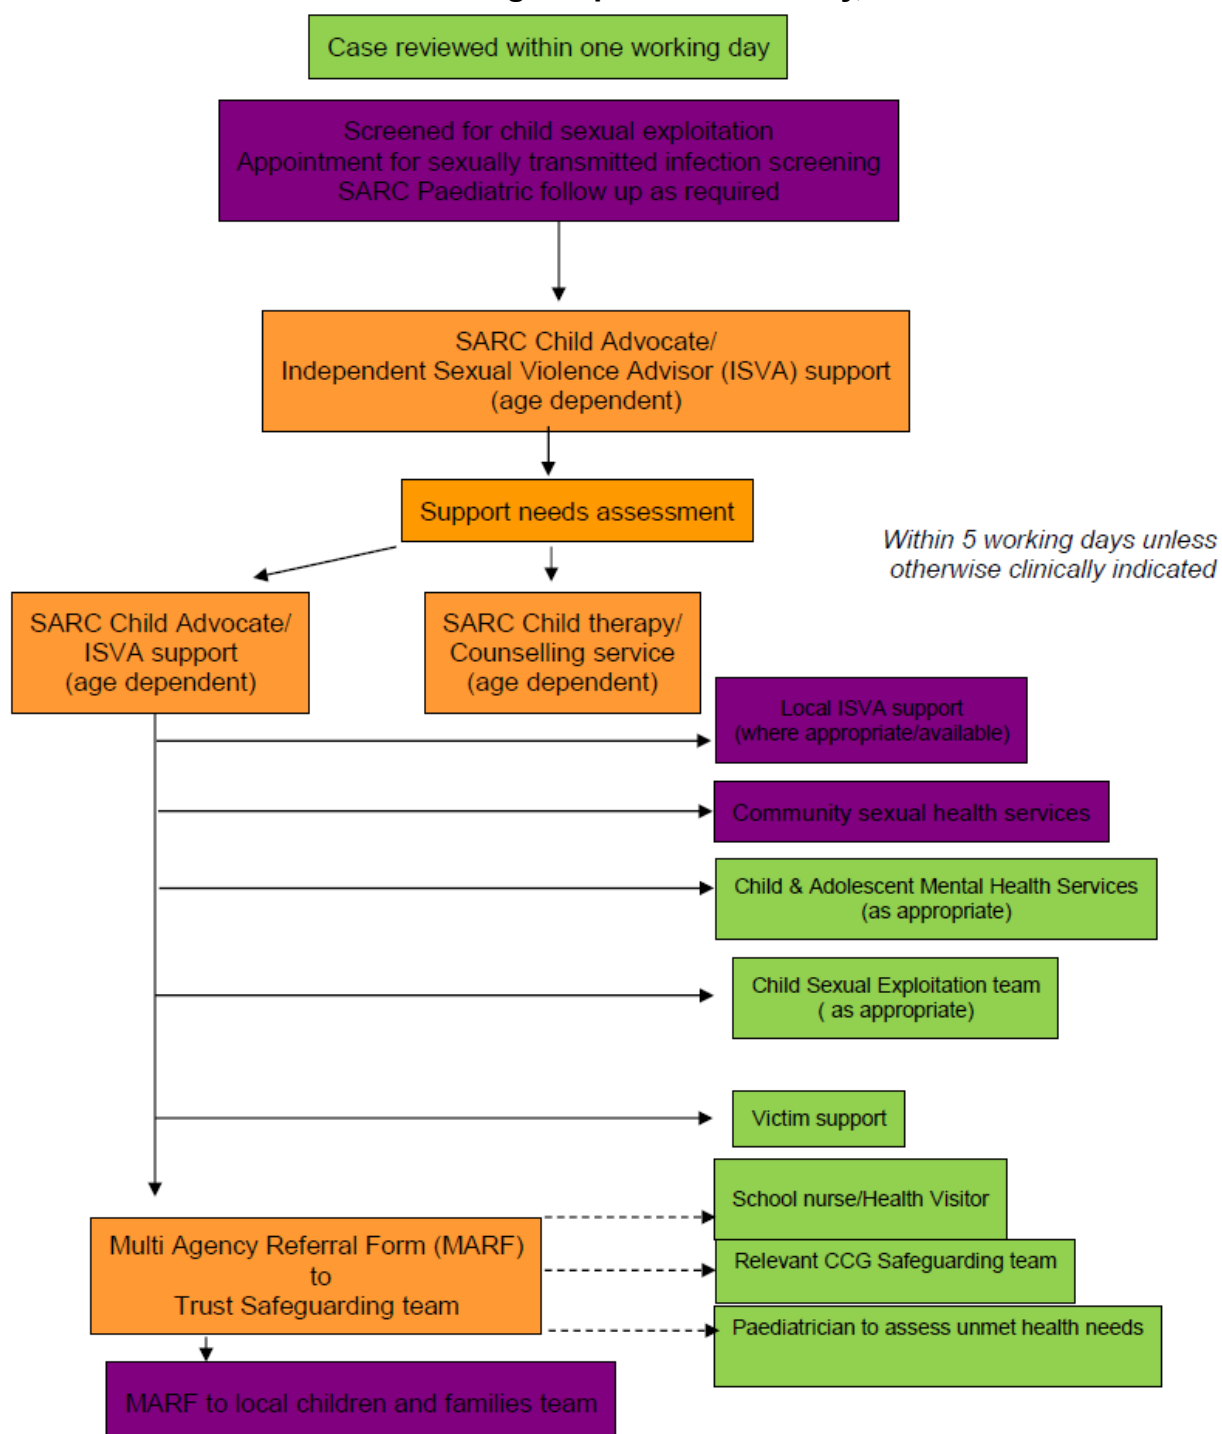 Case reviewed within one working day
Screened for child sexual exploitation
Appointment for sexually transmitted infection screening
SARC Paediatric follow up as required
SARC Child Advocate/
Independent Sexual Violence Advisor (ISVA) support
(age dependent)
Support needs assessment
Within 5 working days unless
otherwise clinically indicated
SARC Child Advocate/
ISVA support
(age dependent)
SARC Child therapy/
Counselling service
(age dependent)
Local ISVA support
(where appropriate/available)
Community sexual health services
Child & Adolescent Mental Health Services
(as appropriate)
Child Sexual Exploitation team
( as appropriate)
Victim support
School nurse/Health Visitor
Multi Agency Referral Form (MARF)
to
Trust Safeguarding team
Relevant CCG Safeguarding team
Paediatrician to assess unmet health needs
MARF to local children and families team